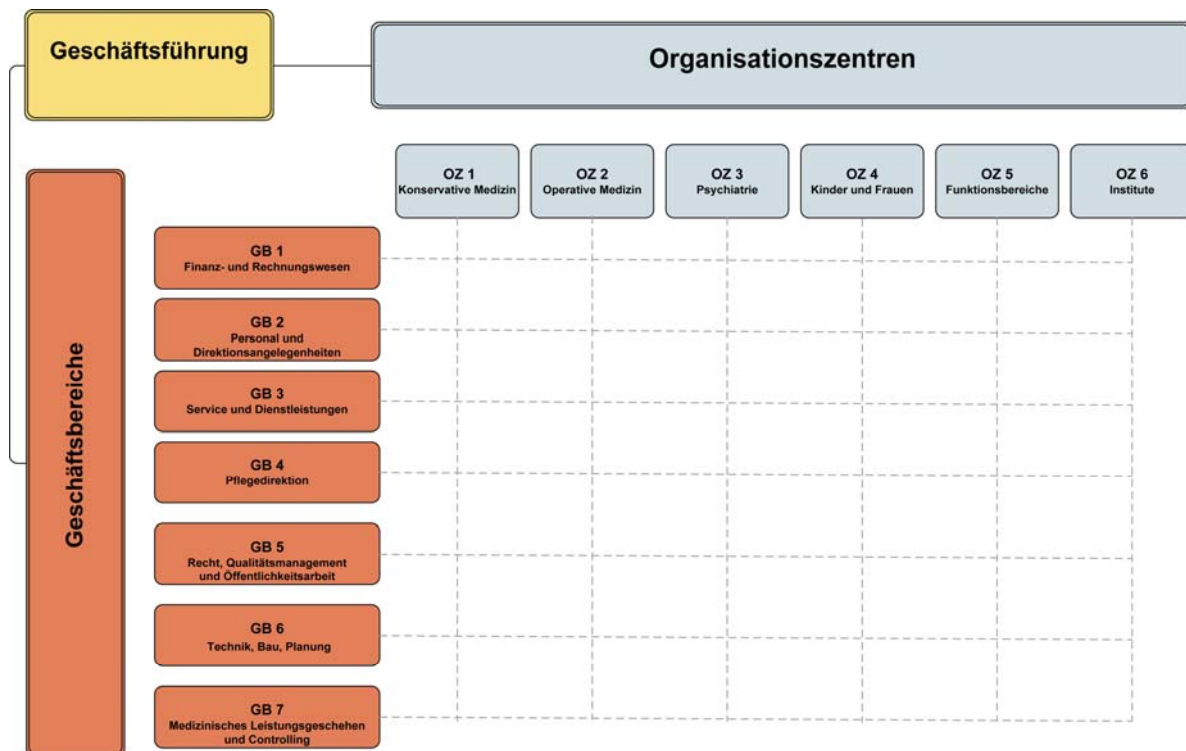 Geschäftsführung
Organisationszentren
OZ 1
Konservative Medizin
OZ 2
Operative Medizin
OZ 3
Psychiatrie
OZ 4
Kinder und Frauen
OZ 5
Funktionsbereiche
OZ 6
Institute
Geschäftsbereiche
GB 1
Finanz- und Rechnungswesen
GB 2
Personal und
Direktionsangelegenheiten
GB 3
Service und Dienstleistungen
GB 4
Pflegedirektion
GB 5
Recht, Qualitätsmanagement
und Öffentlichkeitsarbeit
GB 6
Technik, Bau, Planung
GB 7
Medizinisches Leistungsgeschehen
und Controlling